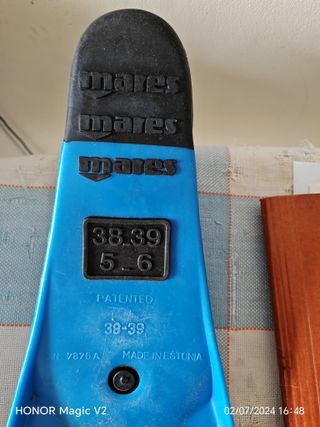 mares
mares
mares
38-39
5-6
PATENTED
38-39
7876A MADE IN ESTONIA
HONOR Magic V2
02/07/2024 16:48